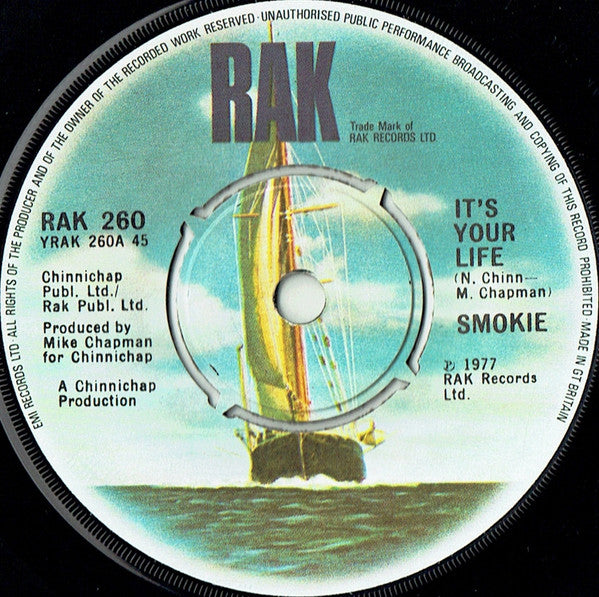 EMI RECORDS LTD · ALL RIGHTS OF THE PRODUCER AND OF THE OWNER OF THE RECORDED WORK RESERVED · UNAUTHORISED PUBLIC PERFORMANCE BROADCASTING AND COPYING OF THIS RECORD PROHIBITED · MADE IN GT BRITAIN
RAK
Trade Mark of
RAK RECORDS LTD.
RAK 260
YRAK 260A 45
Chinnichap
Publ. Ltd./
Rak Publ. Ltd.
Produced by
Mike Chapman
for Chinnichap
A Chinnichap
Production
IT'S
YOUR
LIFE
(N. Chinn—
M. Chapman)
SMOKIE
℗ 1977
RAK Records
Ltd.